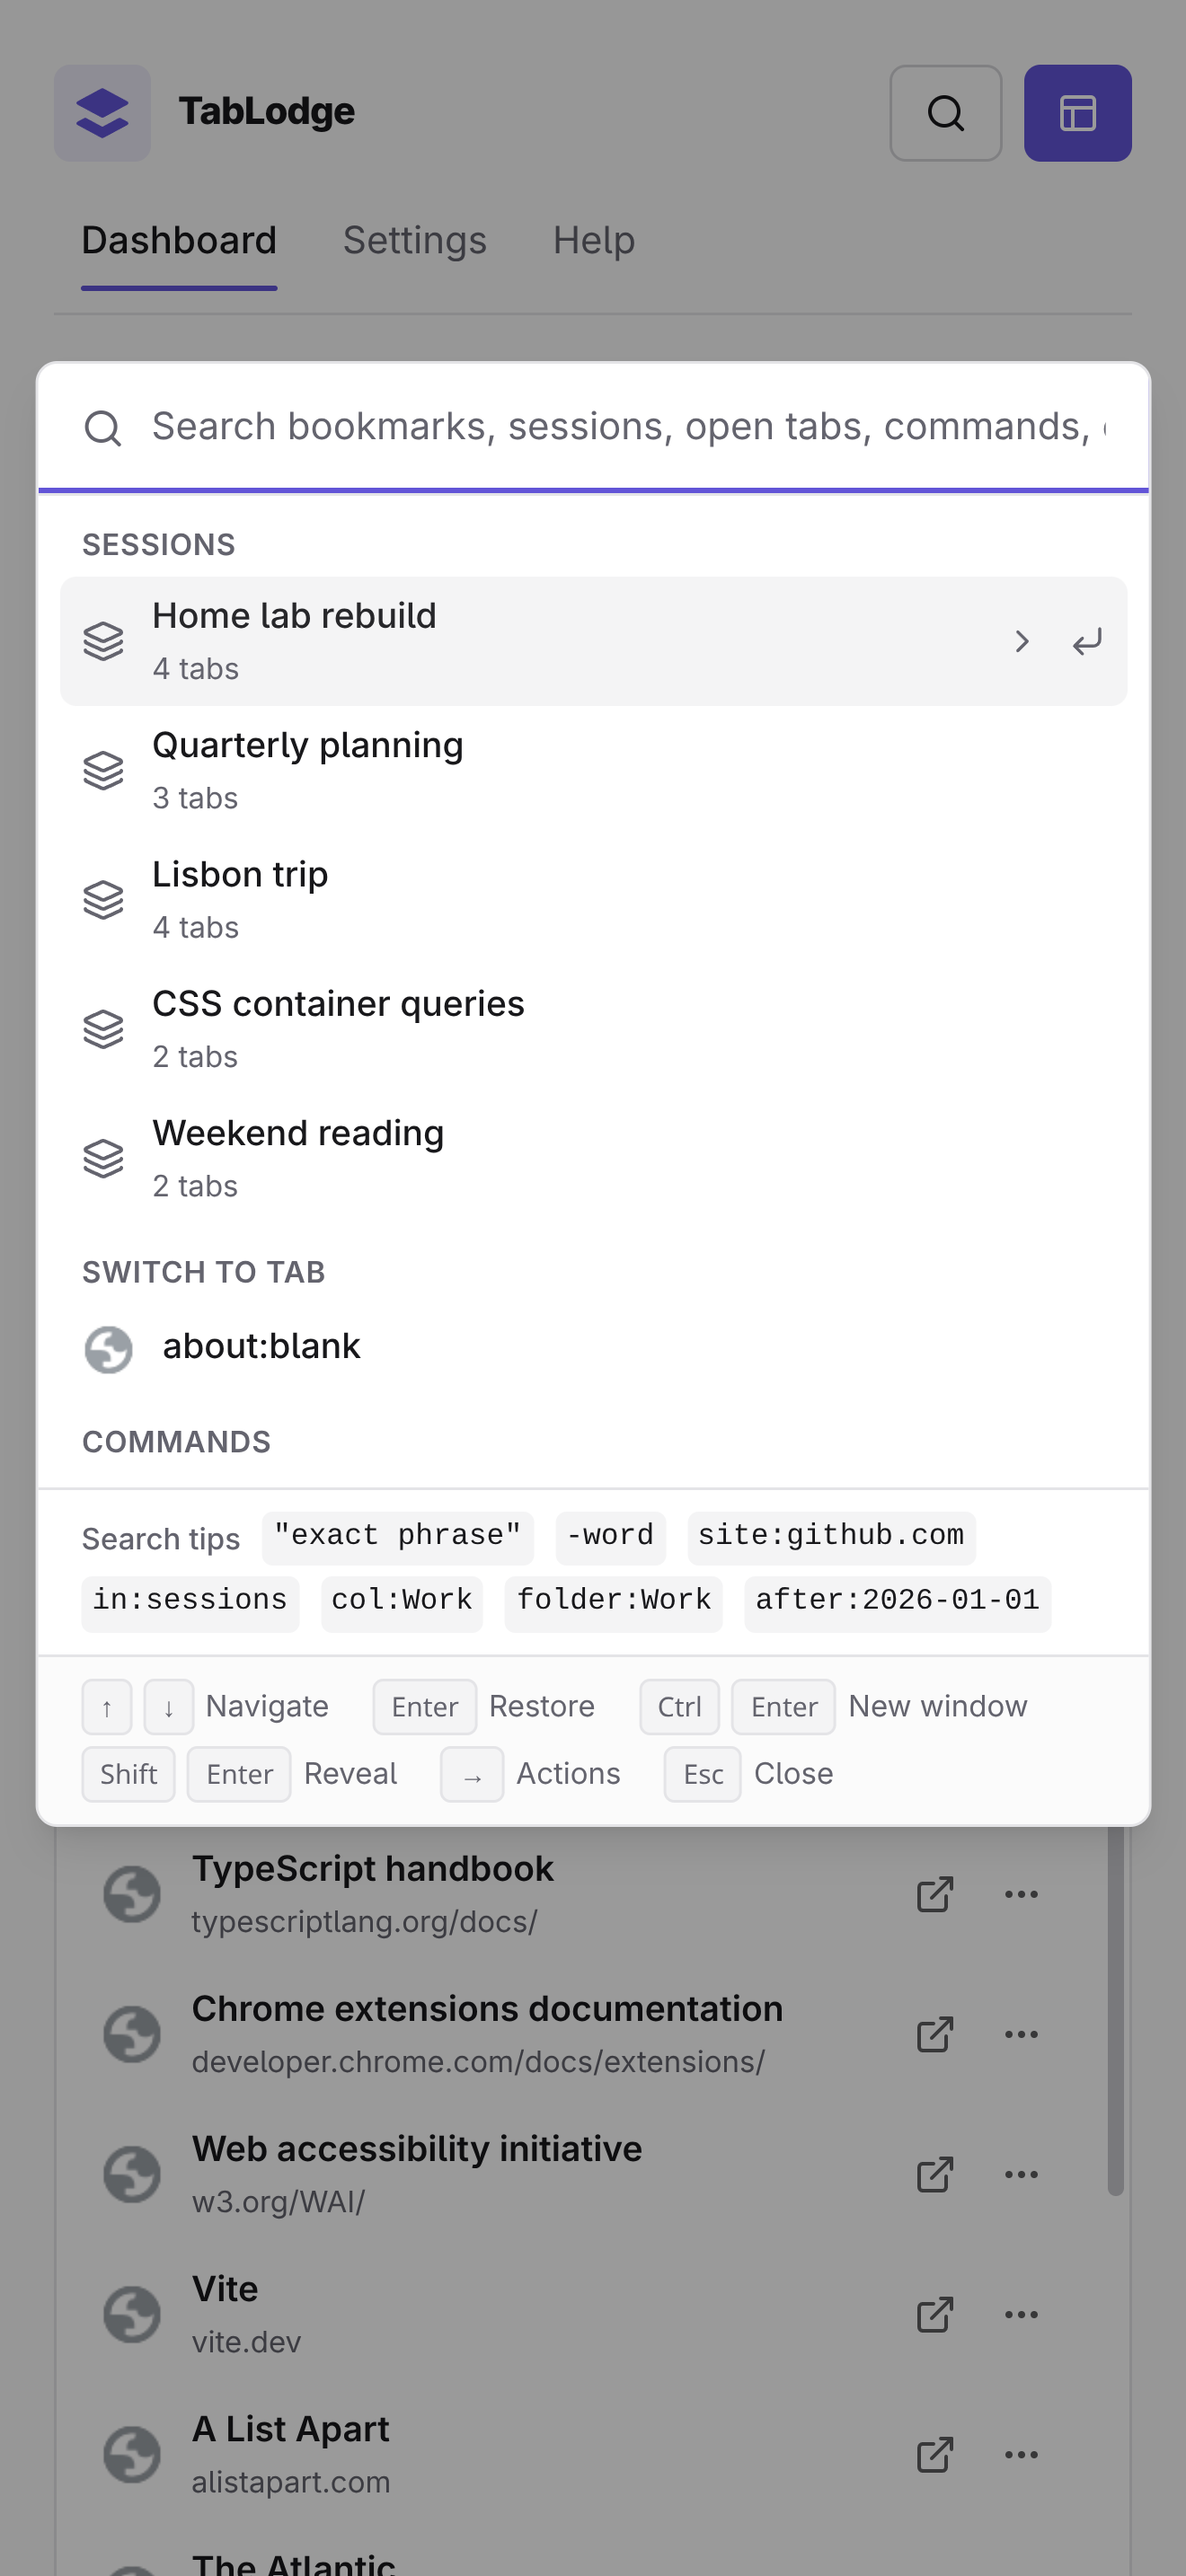 TabLodge
Dashboard Settings Help
Search bookmarks, sessions, open tabs, commands,
SESSIONS
Home lab rebuild
4 tabs
Quarterly planning
3 tabs
Lisbon trip
4 tabs
CSS container queries
2 tabs
Weekend reading
2 tabs
SWITCH TO TAB
about:blank
COMMANDS
Search tips "exact phrase" -word site:github.com
in:sessions col:Work folder:Work after:2026-01-01
↑ ↓ Navigate Enter Restore Ctrl Enter New window
Shift Enter Reveal → Actions Esc Close
TypeScript handbook
typescriptlang.org/docs/
Chrome extensions documentation
developer.chrome.com/docs/extensions/
Web accessibility initiative
w3.org/WAI/
Vite
vite.dev
A List Apart
alistapart.com
The Atlantic